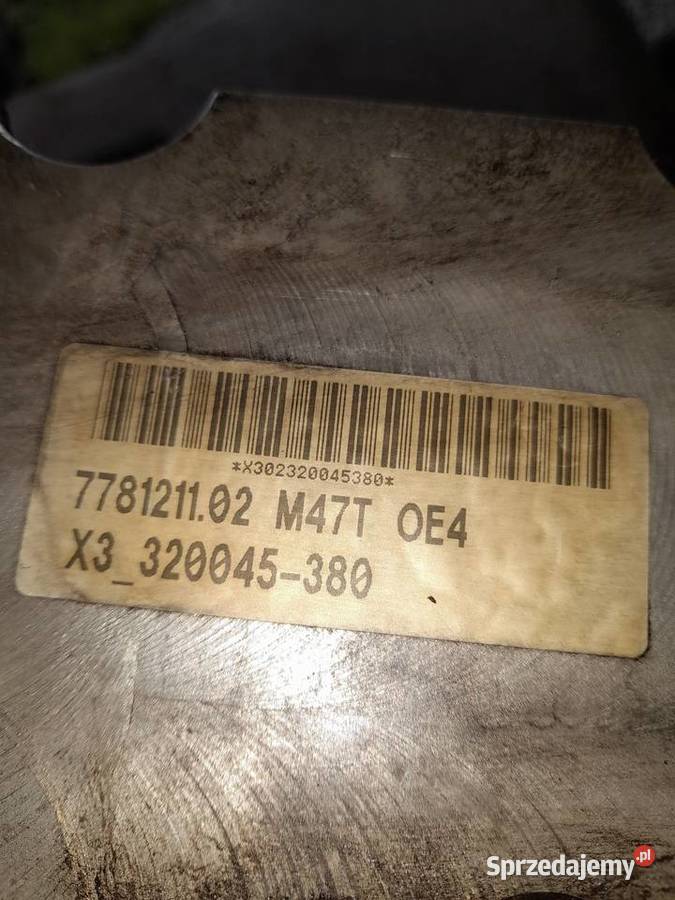 *X302320045380*
7781211.02 M47T OE4
X3_320045-380
Sprzedajemy.pl